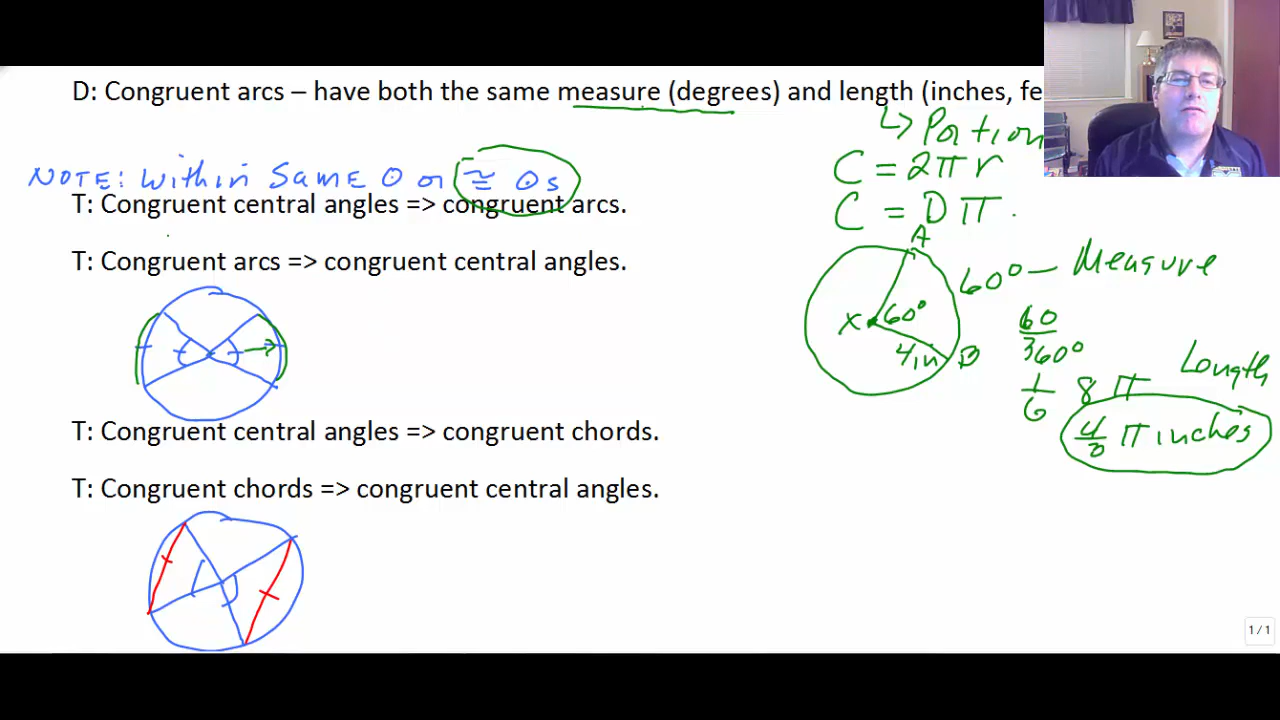 D: Congruent arcs – have both the same measure (degrees) and length (inches, fe
↳ Portion
NOTE: Within Same ⊙ or ≅ ⊙s
C = 2πr
T: Congruent central angles => congruent arcs.
C = Dπ
A
T: Congruent arcs => congruent central angles.
60° — Measure
X 60°
60/360°
4in B
Length
1/6 8 π
T: Congruent central angles => congruent chords.
4/3 π inches
T: Congruent chords => congruent central angles.
1 / 1